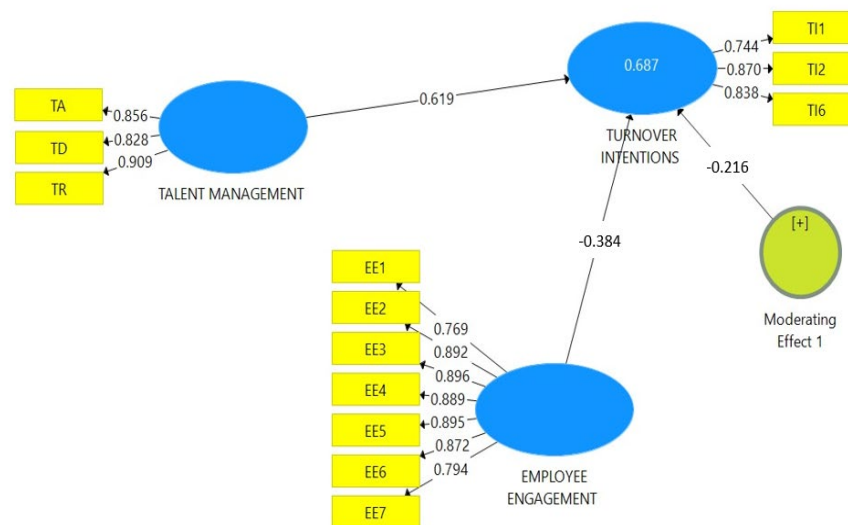 TI1
0.744
0.687
0.870
TI2
0.838
TI6
TA
0.856
0.619
TD
0.828
TR
0.909
TURNOVER
INTENTIONS
TALENT MANAGEMENT
-0.216
[+]
-0.384
Moderating
Effect 1
EE1
EE2
0.769
EE3
0.892
0.896
EE4
0.889
EE5
0.895
EE6
0.872
0.794
EE7
EMPLOYEE
ENGAGEMENT